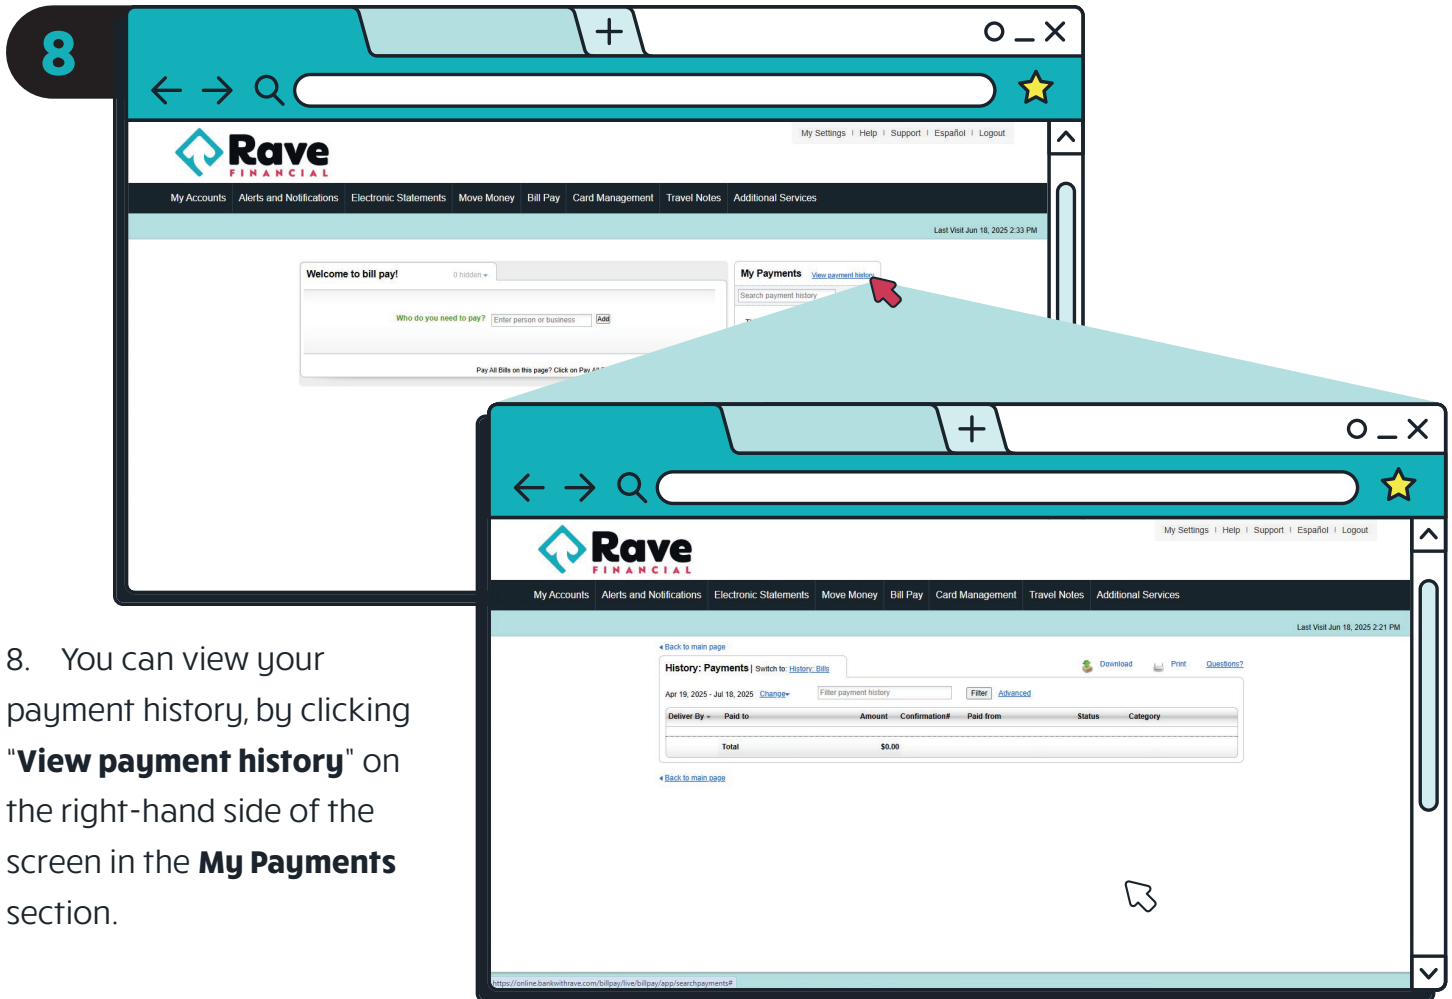 8
My Settings | Help | Support | Español | Logout
Rave
FINANCIAL
My Accounts Alerts and Notifications Electronic Statements Move Money Bill Pay Card Management Travel Notes Additional Services
Last Visit Jun 18, 2025 2:33 PM
Welcome to bill pay! 0 hidden
My Payments View payment history
Search payment history
Who do you need to pay? Enter person or business Add
Pay All Bills on this page? Click on Pay
My Settings | Help | Support | Español | Logout
Rave
FINANCIAL
My Accounts Alerts and Notifications Electronic Statements Move Money Bill Pay Card Management Travel Notes Additional Services
Last Visit Jun 18, 2025 2:21 PM
Back to main page
History: Payments | Switch to: History: Bills
Download Print Questions?
Apr 19, 2025 - Jul 18, 2025 Change Filter payment history Filter Advanced
Deliver By Paid to Amount Confirmation# Paid from Status Category
Total $0.00
Back to main page
https://online.bankwithrave.com/billpay/live/billpay/app/searchpayments#
8. You can view your
payment history, by clicking
"View payment history" on
the right-hand side of the
screen in the My Payments
section.